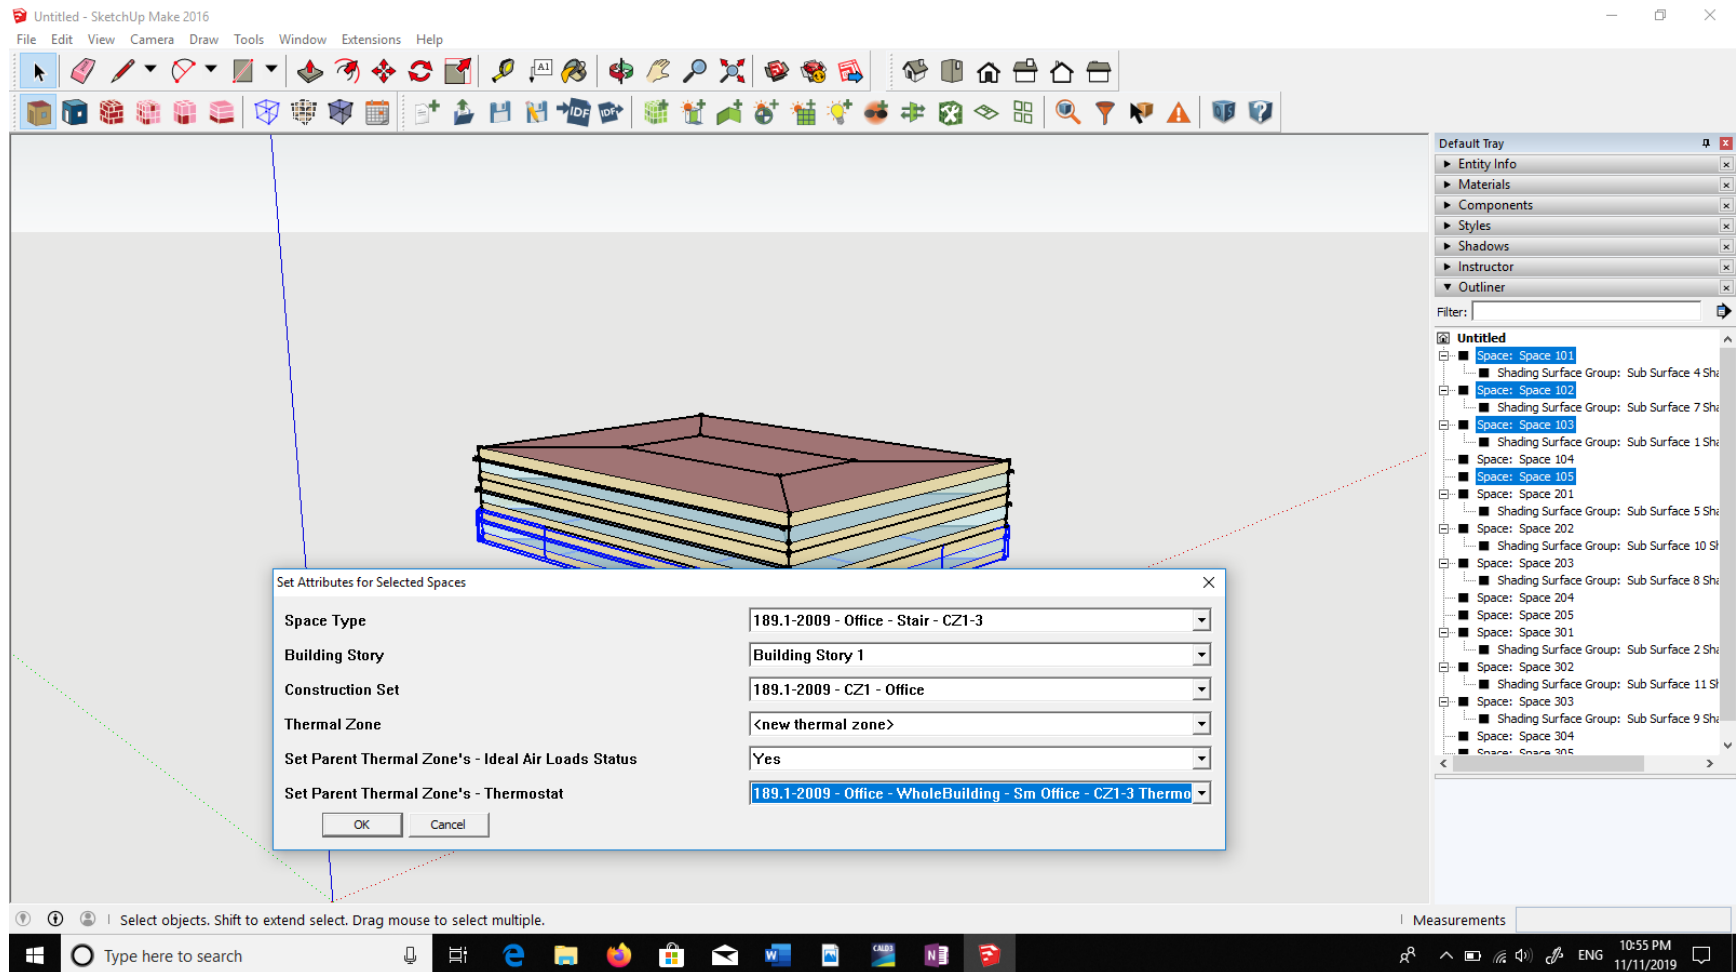 Untitled - SketchUp Make 2016
File Edit View Camera Draw Tools Window Extensions Help
A1
IDF IDF
Default Tray
Entity Info
Materials
Components
Styles
Shadows
Instructor
Outliner
Filter:
Untitled
Space: Space 101
Shading Surface Group: Sub Surface 4 Sha
Space: Space 102
Shading Surface Group: Sub Surface 7 Sha
Space: Space 103
Shading Surface Group: Sub Surface 1 Sha
Space: Space 104
Space: Space 105
Space: Space 201
Shading Surface Group: Sub Surface 5 Sha
Space: Space 202
Shading Surface Group: Sub Surface 10 Sh
Space: Space 203
Shading Surface Group: Sub Surface 8 Sha
Space: Space 204
Space: Space 205
Space: Space 301
Shading Surface Group: Sub Surface 2 Sha
Space: Space 302
Shading Surface Group: Sub Surface 11 Sh
Space: Space 303
Shading Surface Group: Sub Surface 9 Sha
Space: Space 304
Space: Space 305
Set Attributes for Selected Spaces
Space Type 189.1-2009 - Office - Stair - CZ1-3
Building Story Building Story 1
Construction Set 189.1-2009 - CZ1 - Office
Thermal Zone <new thermal zone>
Set Parent Thermal Zone's - Ideal Air Loads Status Yes
Set Parent Thermal Zone's - Thermostat 189.1-2009 - Office - WholeBuilding - Sm Office - CZ1-3 Thermo
OK Cancel
Select objects. Shift to extend select. Drag mouse to select multiple.
Measurements
Type here to search
ENG
10:55 PM
11/11/2019